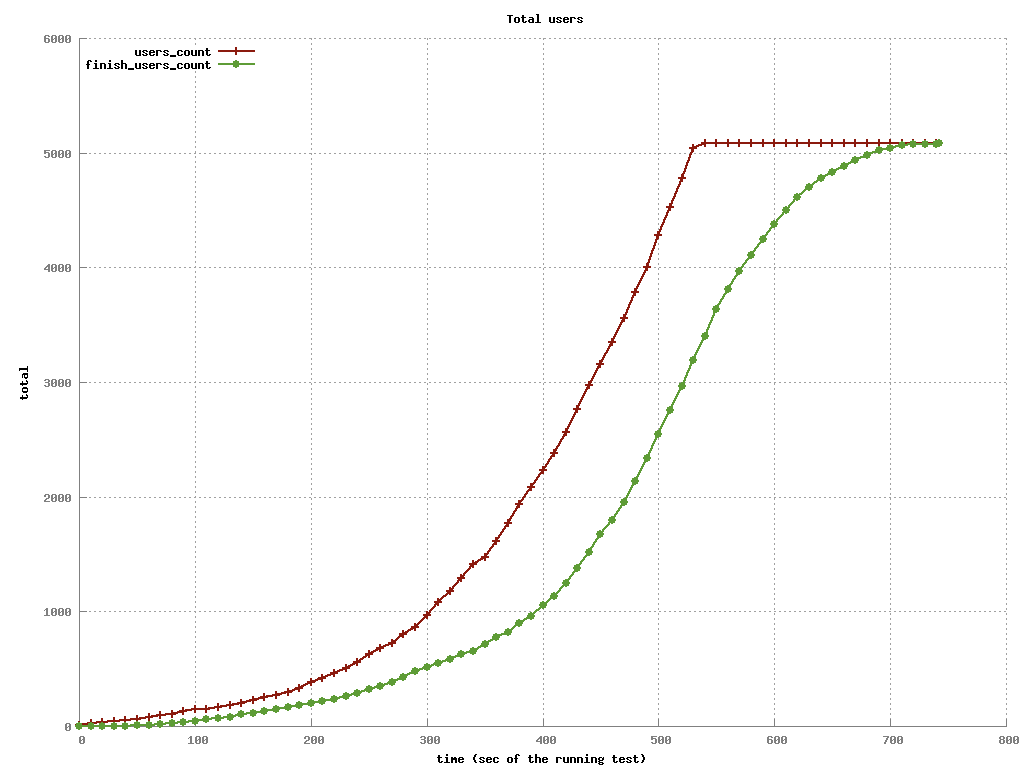 Total users
users_count
finish_users_count
6000
5000
4000
3000
2000
1000
0
total
0 100 200 300 400 500 600 700 800
time (sec of the running test)